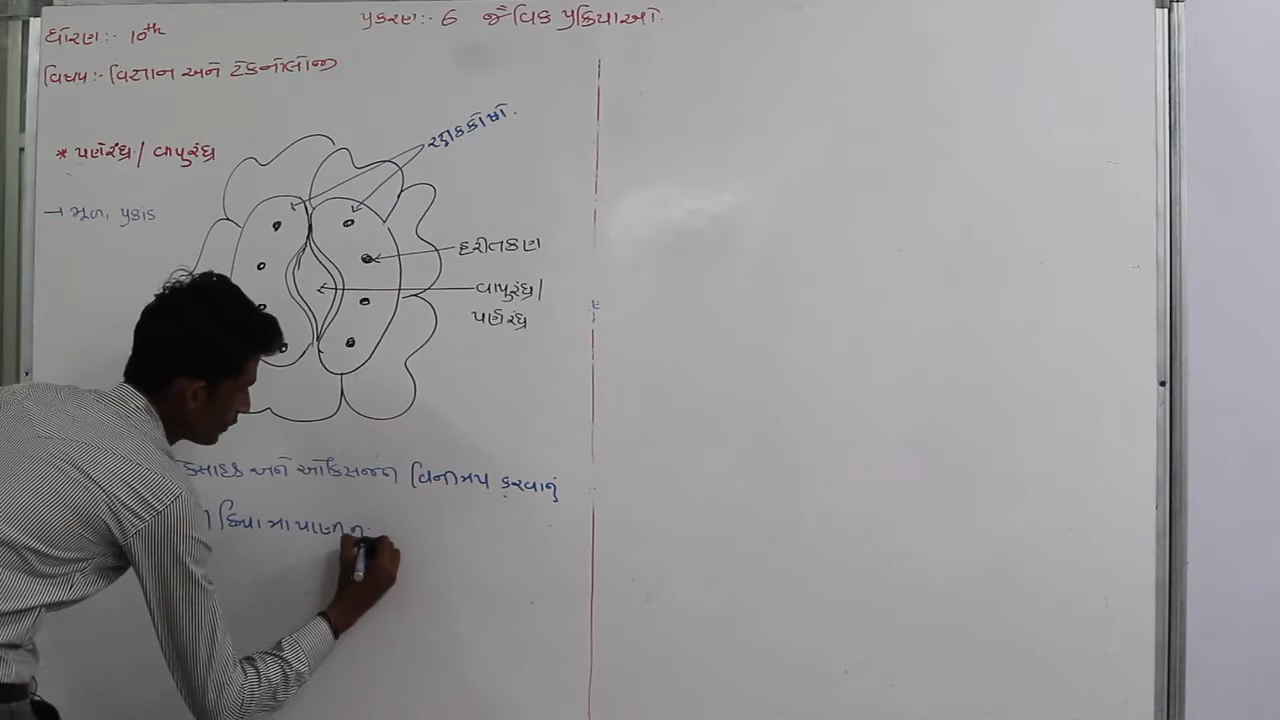 પ્રકરણ:- 6 જૈવિક પ્રક્રિયાઓ.
ધોરણ:- 10th
વિષય:- વિજ્ઞાન અને ટેકનોલોજી
* પર્ણરંધ્ર / વાયુરંધ્ર
રક્ષકકોષો.
→ મૂળ, પ્રકાંડ
હરીતકણ
વાયુરંધ્ર /
પર્ણરંધ્ર
અને ઓક્સિજનન વિનીમય કરવાનું
ક્રિયામા પાણીન